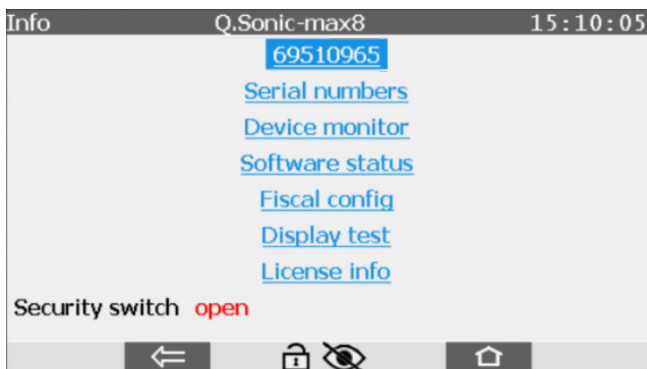 Info Q.Sonic-max8 15:10:05
69510965
Serial numbers
Device monitor
Software status
Fiscal config
Display test
License info
Security switch open